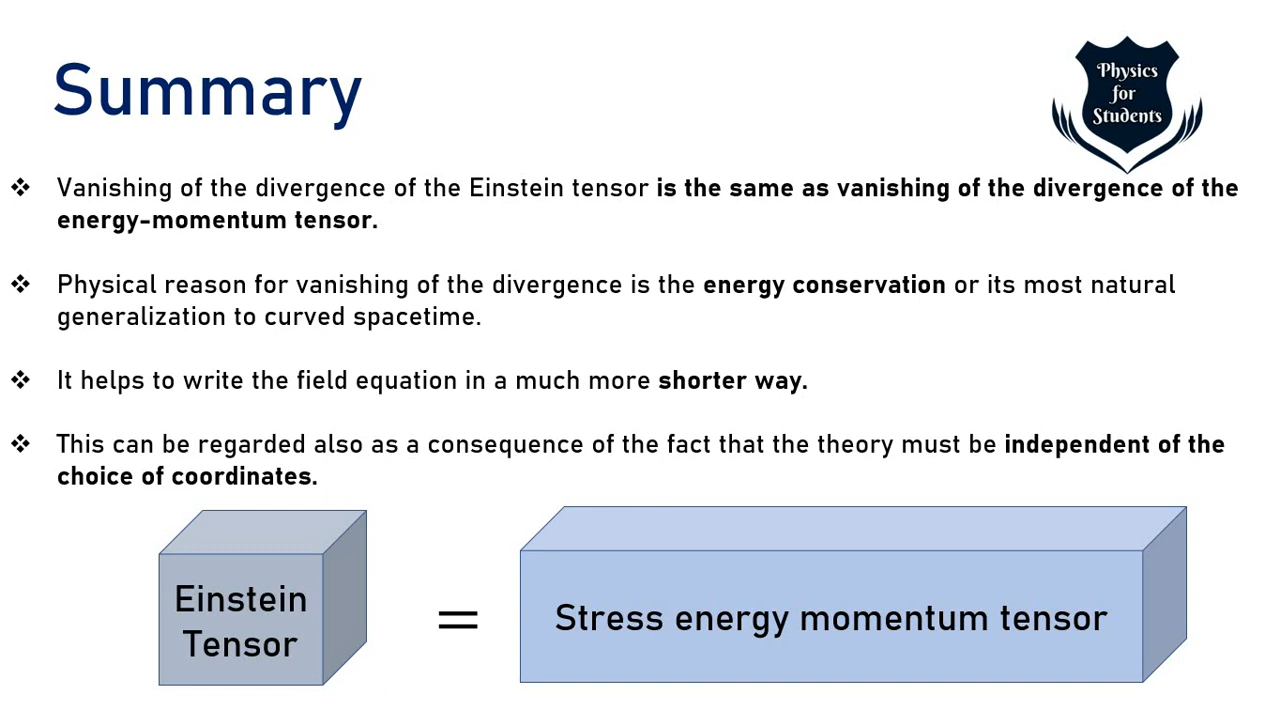 Summary
Physics
for
Students
❖ Vanishing of the divergence of the Einstein tensor is the same as vanishing of the divergence of the
energy-momentum tensor.
❖ Physical reason for vanishing of the divergence is the energy conservation or its most natural
generalization to curved spacetime.
❖ It helps to write the field equation in a much more shorter way.
❖ This can be regarded also as a consequence of the fact that the theory must be independent of the
choice of coordinates.
Einstein
Tensor
=
Stress energy momentum tensor